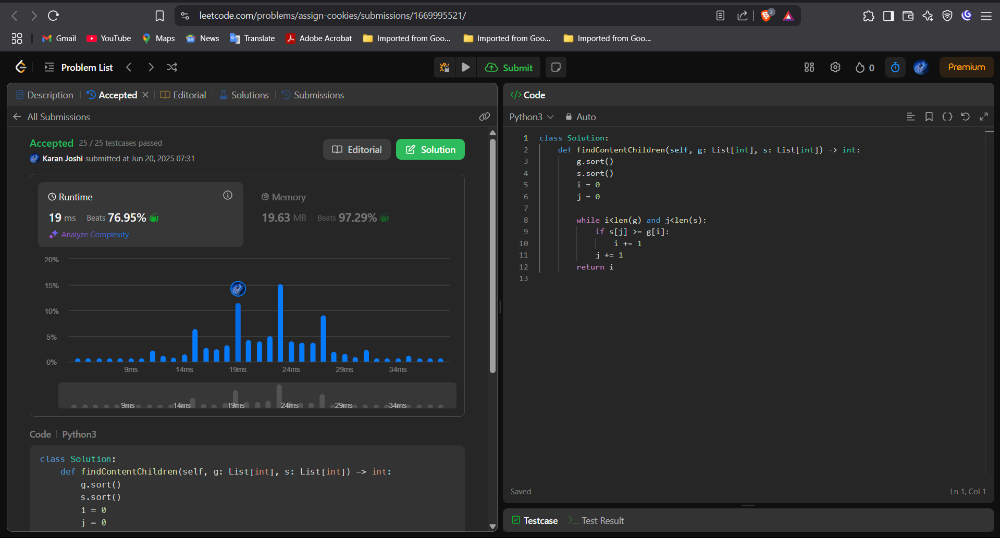 leetcode.com/problems/assign-cookies/submissions/1669995521/
3
Gmail YouTube Maps News Translate Adobe Acrobat Imported from Goo... Imported from Goo... Imported from Goo...
Problem List Submit 0 Premium
Description Accepted Editorial Solutions Submissions
All Submissions
Accepted 25 / 25 testcases passed
Karan Joshi submitted at Jun 20, 2025 07:31
Editorial Solution
Runtime
19 ms Beats 76.95%
Analyze Complexity
Memory
19.63 MB Beats 97.29%
20%
15%
10%
5%
0%
9ms 14ms 19ms 24ms 29ms 34ms
9ms 14ms 19ms 24ms 29ms 34ms
Code Python3
class Solution:
    def findContentChildren(self, g: List[int], s: List[int]) -> int:
        g.sort()
        s.sort()
        i = 0
        j = 0
</> Code
Python3 Auto
1 class Solution:
2     def findContentChildren(self, g: List[int], s: List[int]) -> int:
3         g.sort()
4         s.sort()
5         i = 0
6         j = 0
7
8         while i<len(g) and j<len(s):
9             if s[j] >= g[i]:
10                 i += 1
11             j += 1
12         return i
13
Saved Ln 1, Col 1
Testcase >_ Test Result